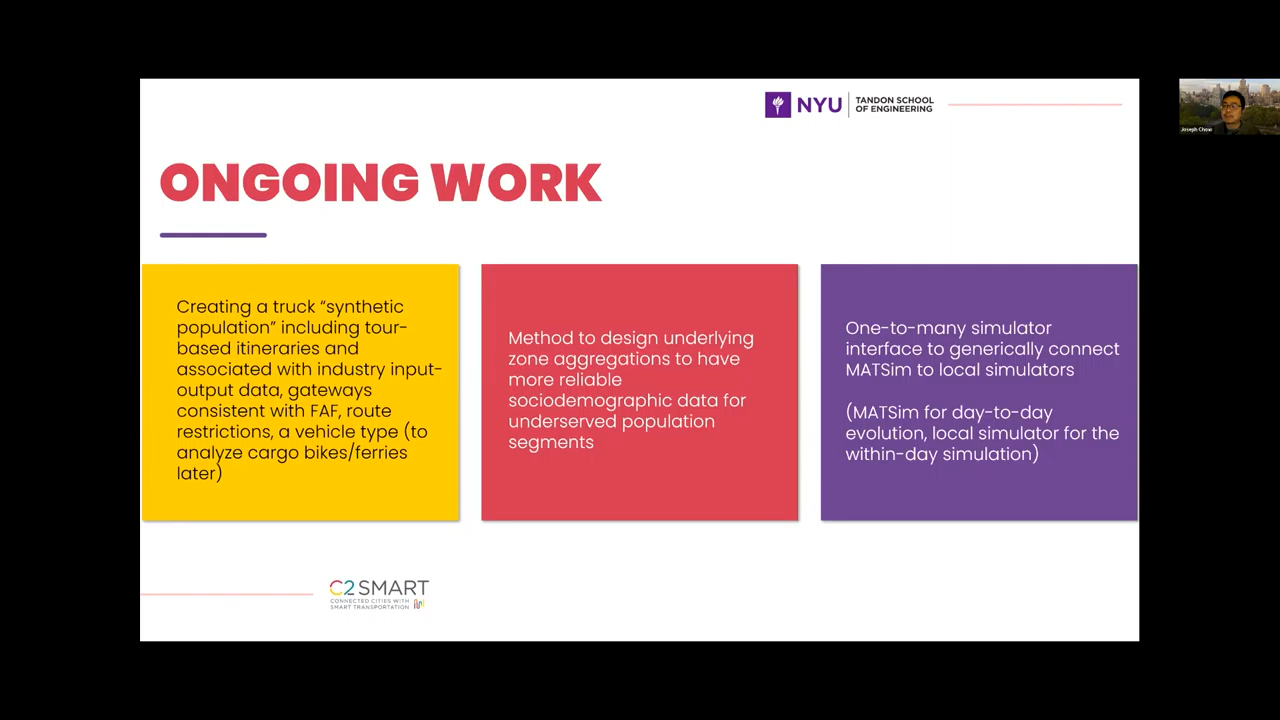 NYU
TANDON SCHOOL
OF ENGINEERING
Joseph Chow
ONGOING WORK
Creating a truck “synthetic
population” including tour-
based itineraries and
associated with industry input-
output data, gateways
consistent with FAF, route
restrictions, a vehicle type (to
analyze cargo bikes/ferries
later)
Method to design underlying
zone aggregations to have
more reliable
sociodemographic data for
underserved population
segments
One-to-many simulator
interface to generically connect
MATSim to local simulators
(MATSim for day-to-day
evolution, local simulator for the
within-day simulation)
C2SMART
CONNECTED CITIES WITH
SMART TRANSPORTATION